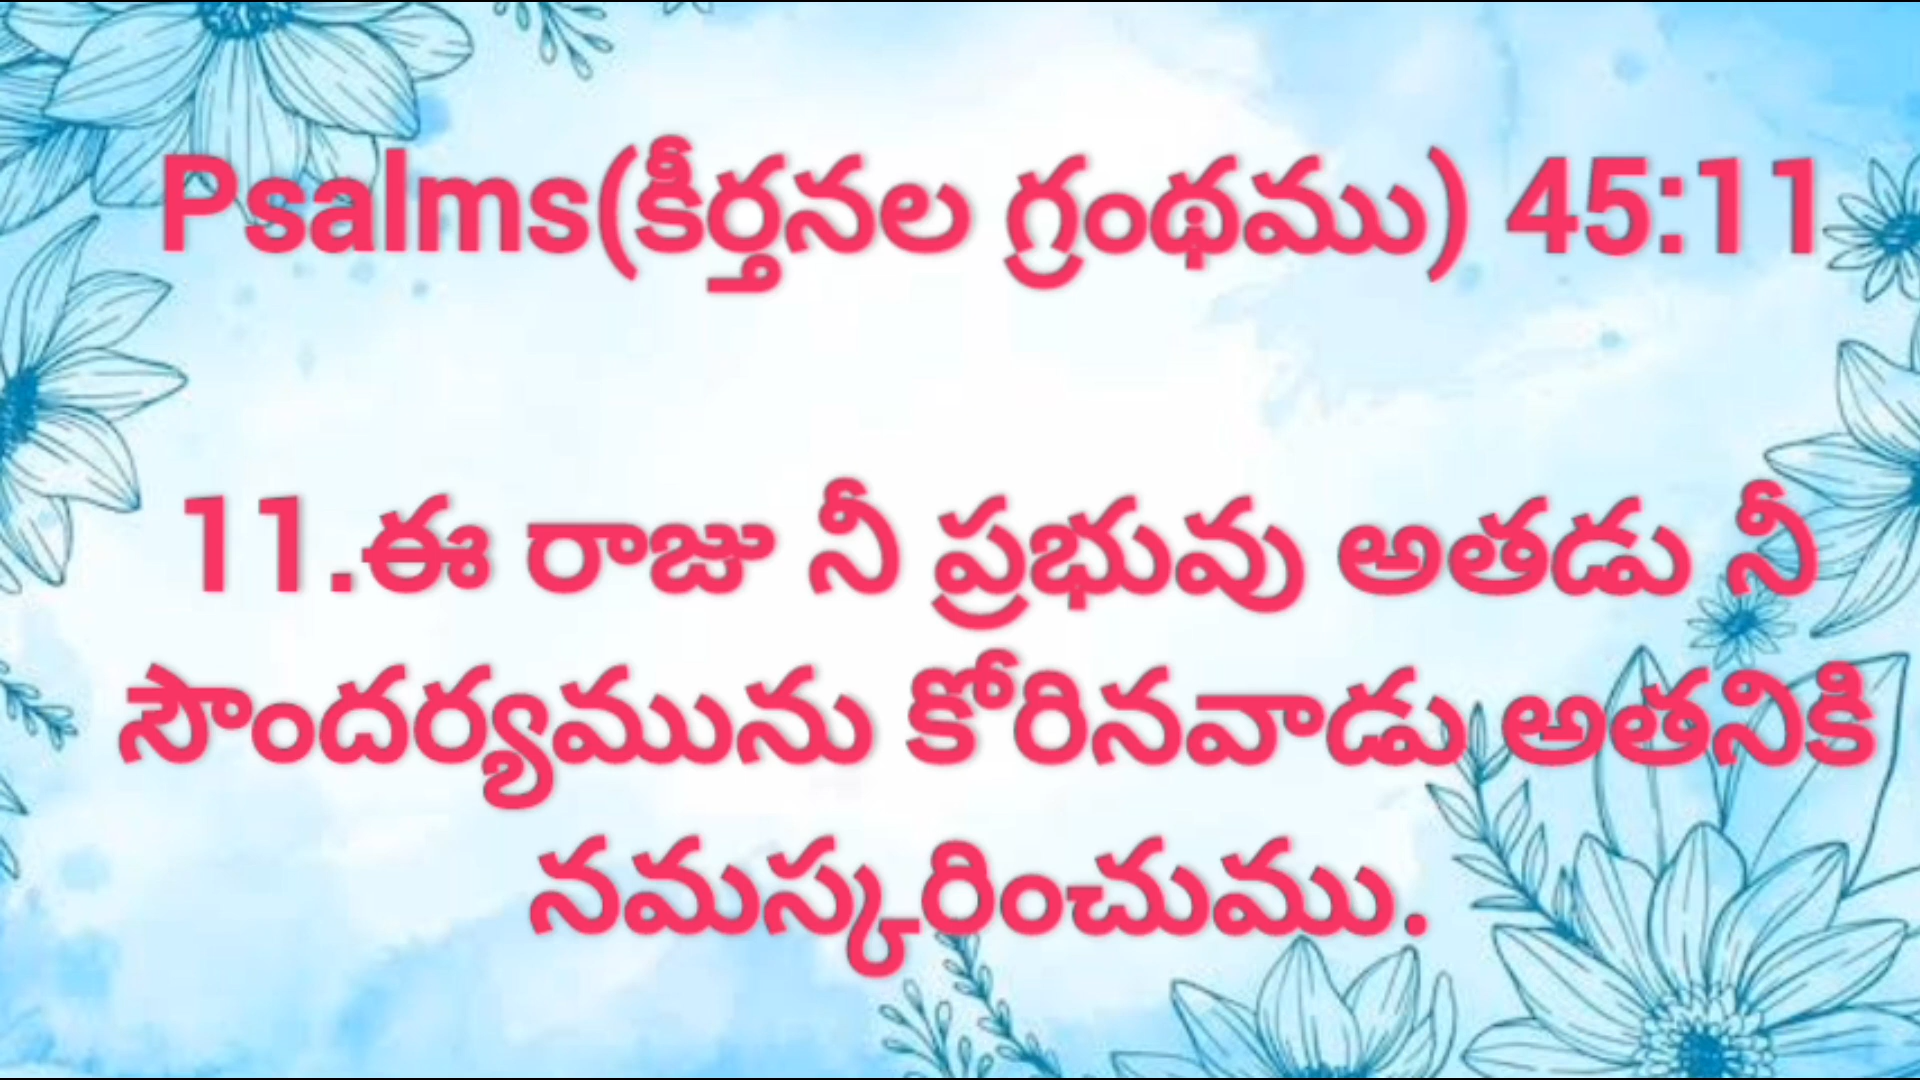 Psalms(కీర్తనల గ్రంథము) 45:11
11.ఈ రాజు నీ ప్రభువు అతడు నీ
సౌందర్యమును కోరినవాడు అతనికి
నమస్కరించుము.